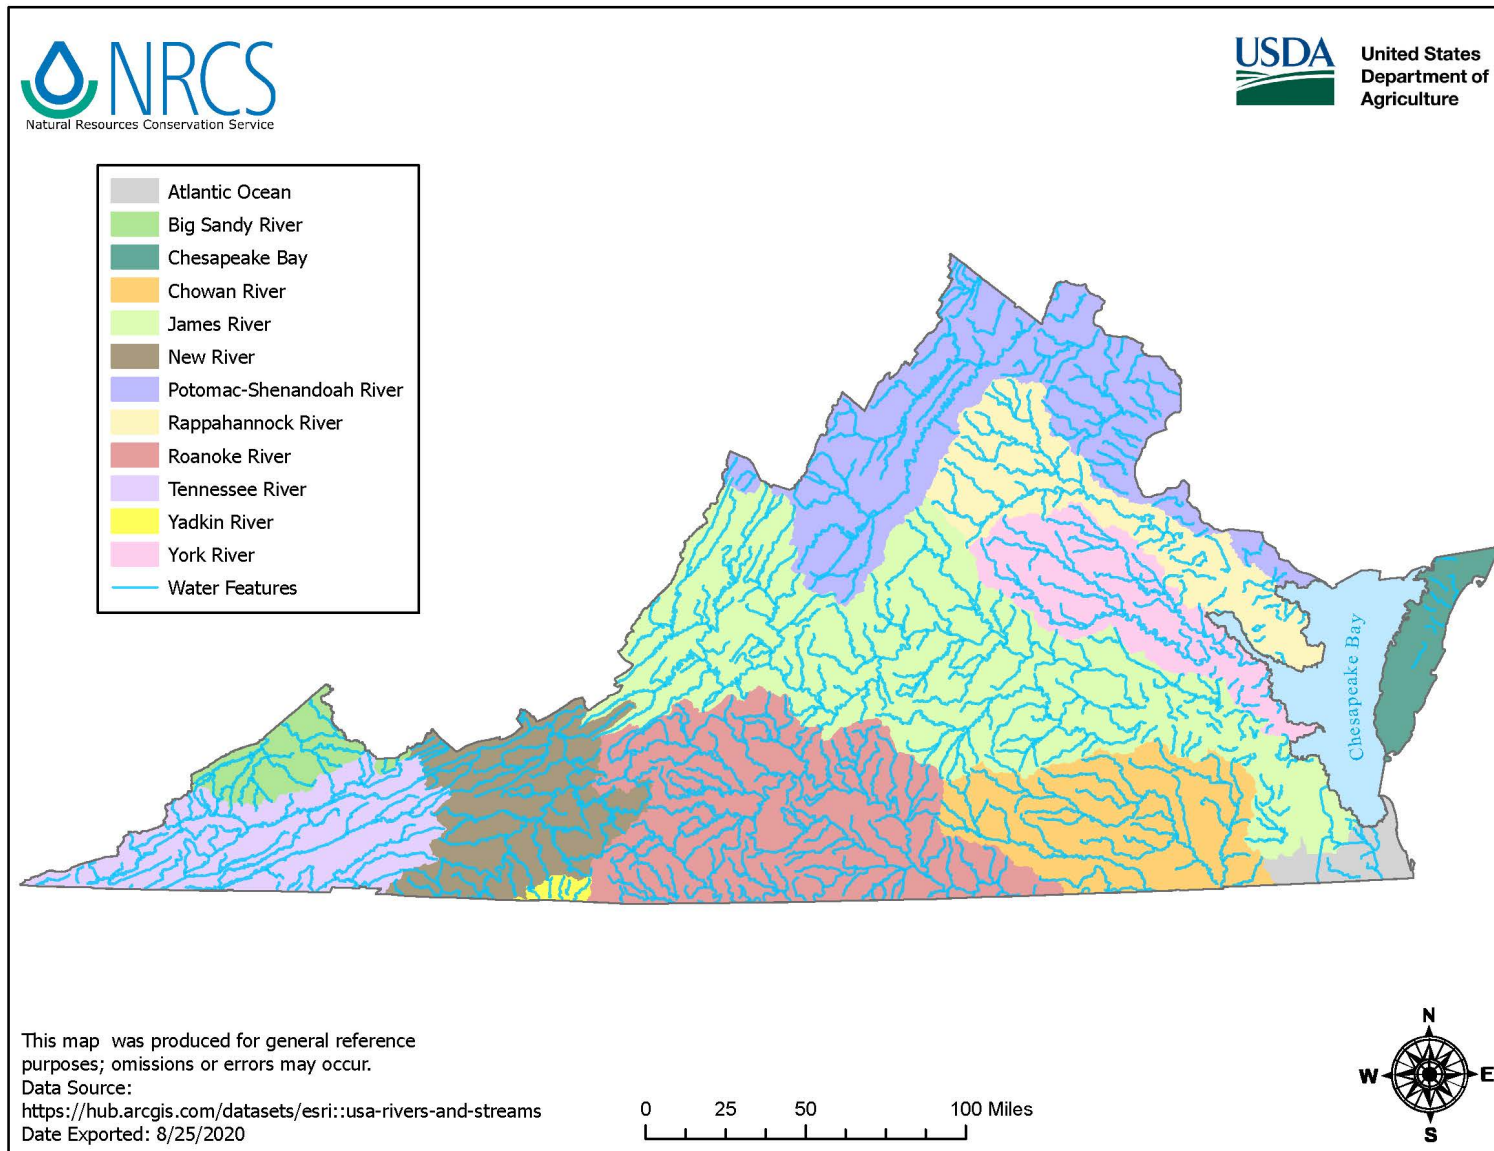 NRCS
Natural Resources Conservation Service
USDA
United States
Department of
Agriculture
Atlantic Ocean
Big Sandy River
Chesapeake Bay
Chowan River
James River
New River
Potomac-Shenandoah River
Rappahannock River
Roanoke River
Tennessee River
Yadkin River
York River
Water Features
Chesapeake Bay
This map was produced for general reference
purposes; omissions or errors may occur.
Data Source:
https://hub.arcgis.com/datasets/esri::usa-rivers-and-streams
Date Exported: 8/25/2020
0 25 50 100 Miles
N
W E
S